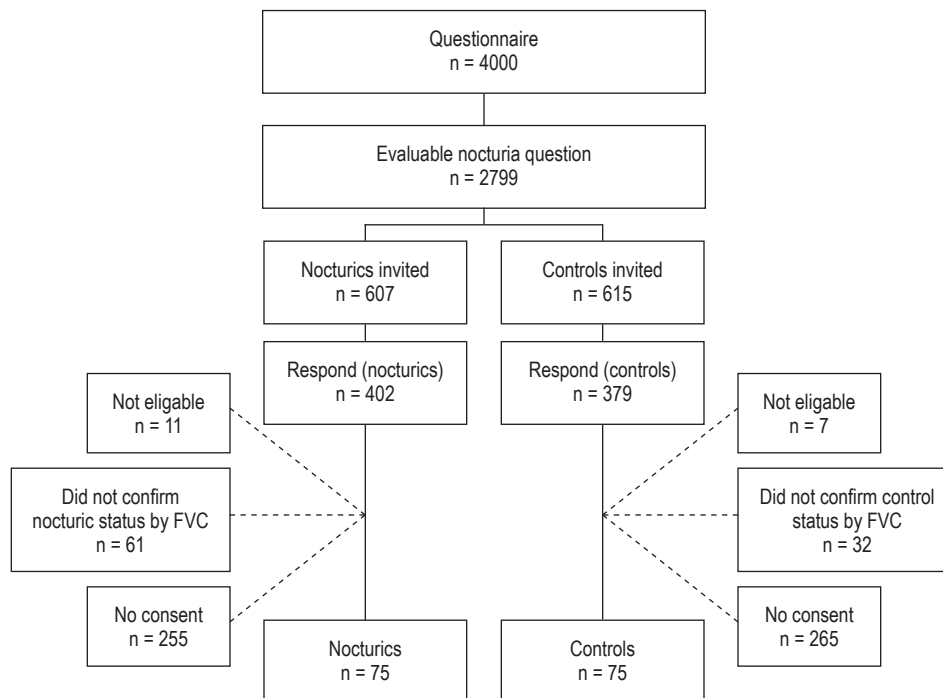 Questionnaire
n = 4000
Evaluable nocturia question
n = 2799
Nocturics invited
n = 607
Controls invited
n = 615
Respond (nocturics)
n = 402
Respond (controls)
n = 379
Not eligable
n = 11
Not eligable
n = 7
Did not confirm
nocturic status by FVC
n = 61
Did not confirm control
status by FVC
n = 32
No consent
n = 255
No consent
n = 265
Nocturics
n = 75
Controls
n = 75